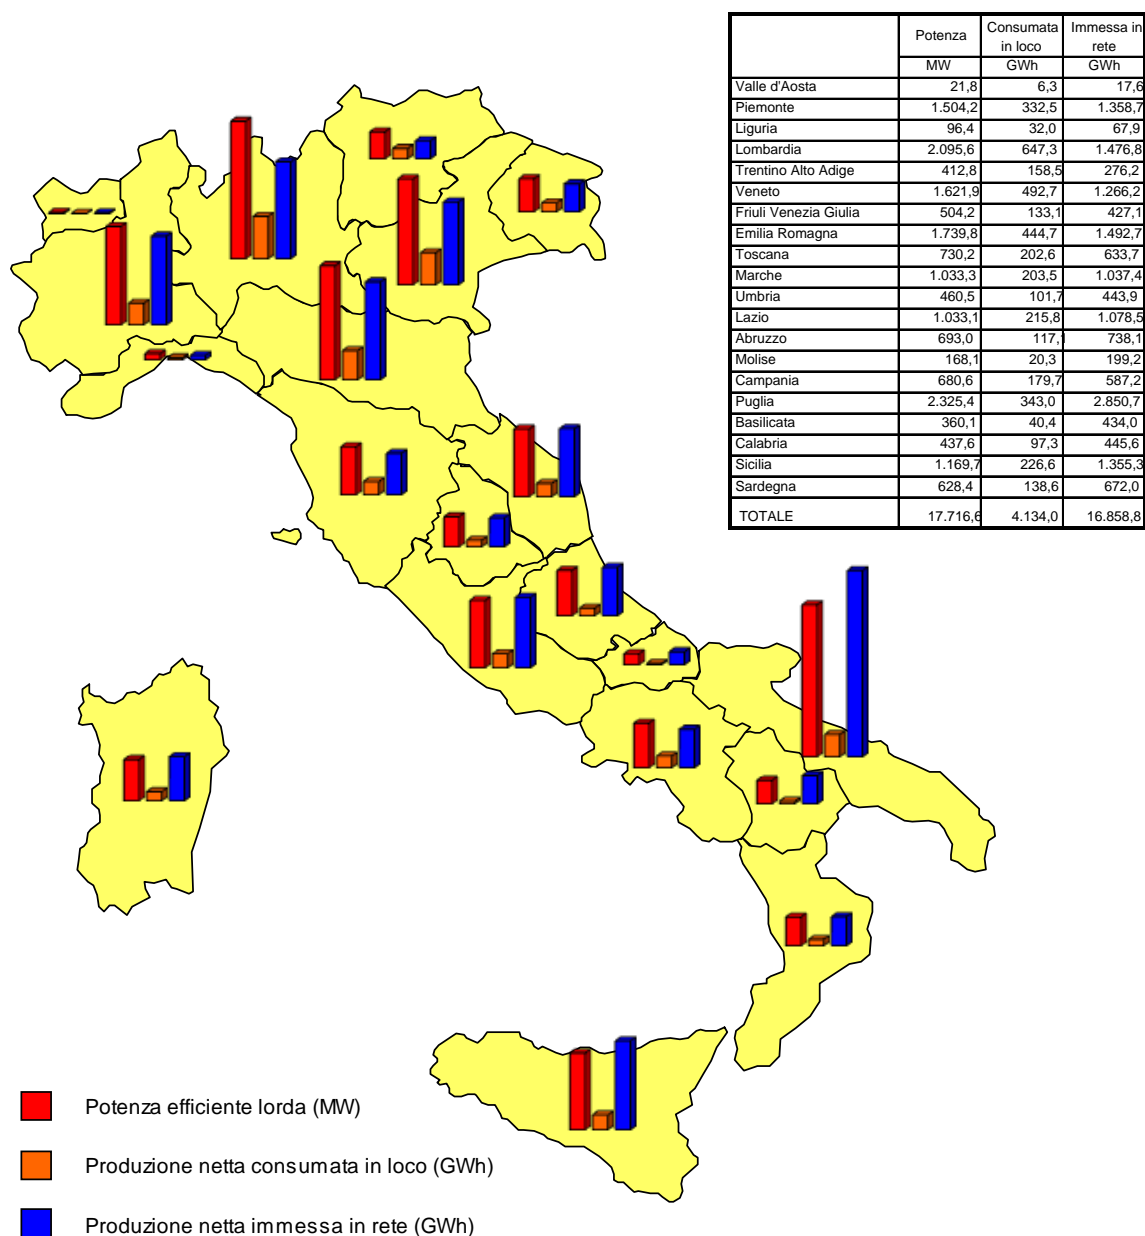 Potenza Consumata in loco Immessa in rete
MW GWh GWh
Valle d'Aosta 21,8 6,3 17,6
Piemonte 1.504,2 332,5 1.358,7
Liguria 96,4 32,0 67,9
Lombardia 2.095,6 647,3 1.476,8
Trentino Alto Adige 412,8 158,5 276,2
Veneto 1.621,9 492,7 1.266,2
Friuli Venezia Giulia 504,2 133,1 427,1
Emilia Romagna 1.739,8 444,7 1.492,7
Toscana 730,2 202,6 633,7
Marche 1.033,3 203,5 1.037,4
Umbria 460,5 101,7 443,9
Lazio 1.033,1 215,8 1.078,5
Abruzzo 693,0 117,1 738,1
Molise 168,1 20,3 199,2
Campania 680,6 179,7 587,2
Puglia 2.325,4 343,0 2.850,7
Basilicata 360,1 40,4 434,0
Calabria 437,6 97,3 445,6
Sicilia 1.169,7 226,6 1.355,3
Sardegna 628,4 138,6 672,0
TOTALE 17.716,6 4.134,0 16.858,8
Potenza efficiente lorda (MW)
Produzione netta consumata in loco (GWh)
Produzione netta immessa in rete (GWh)